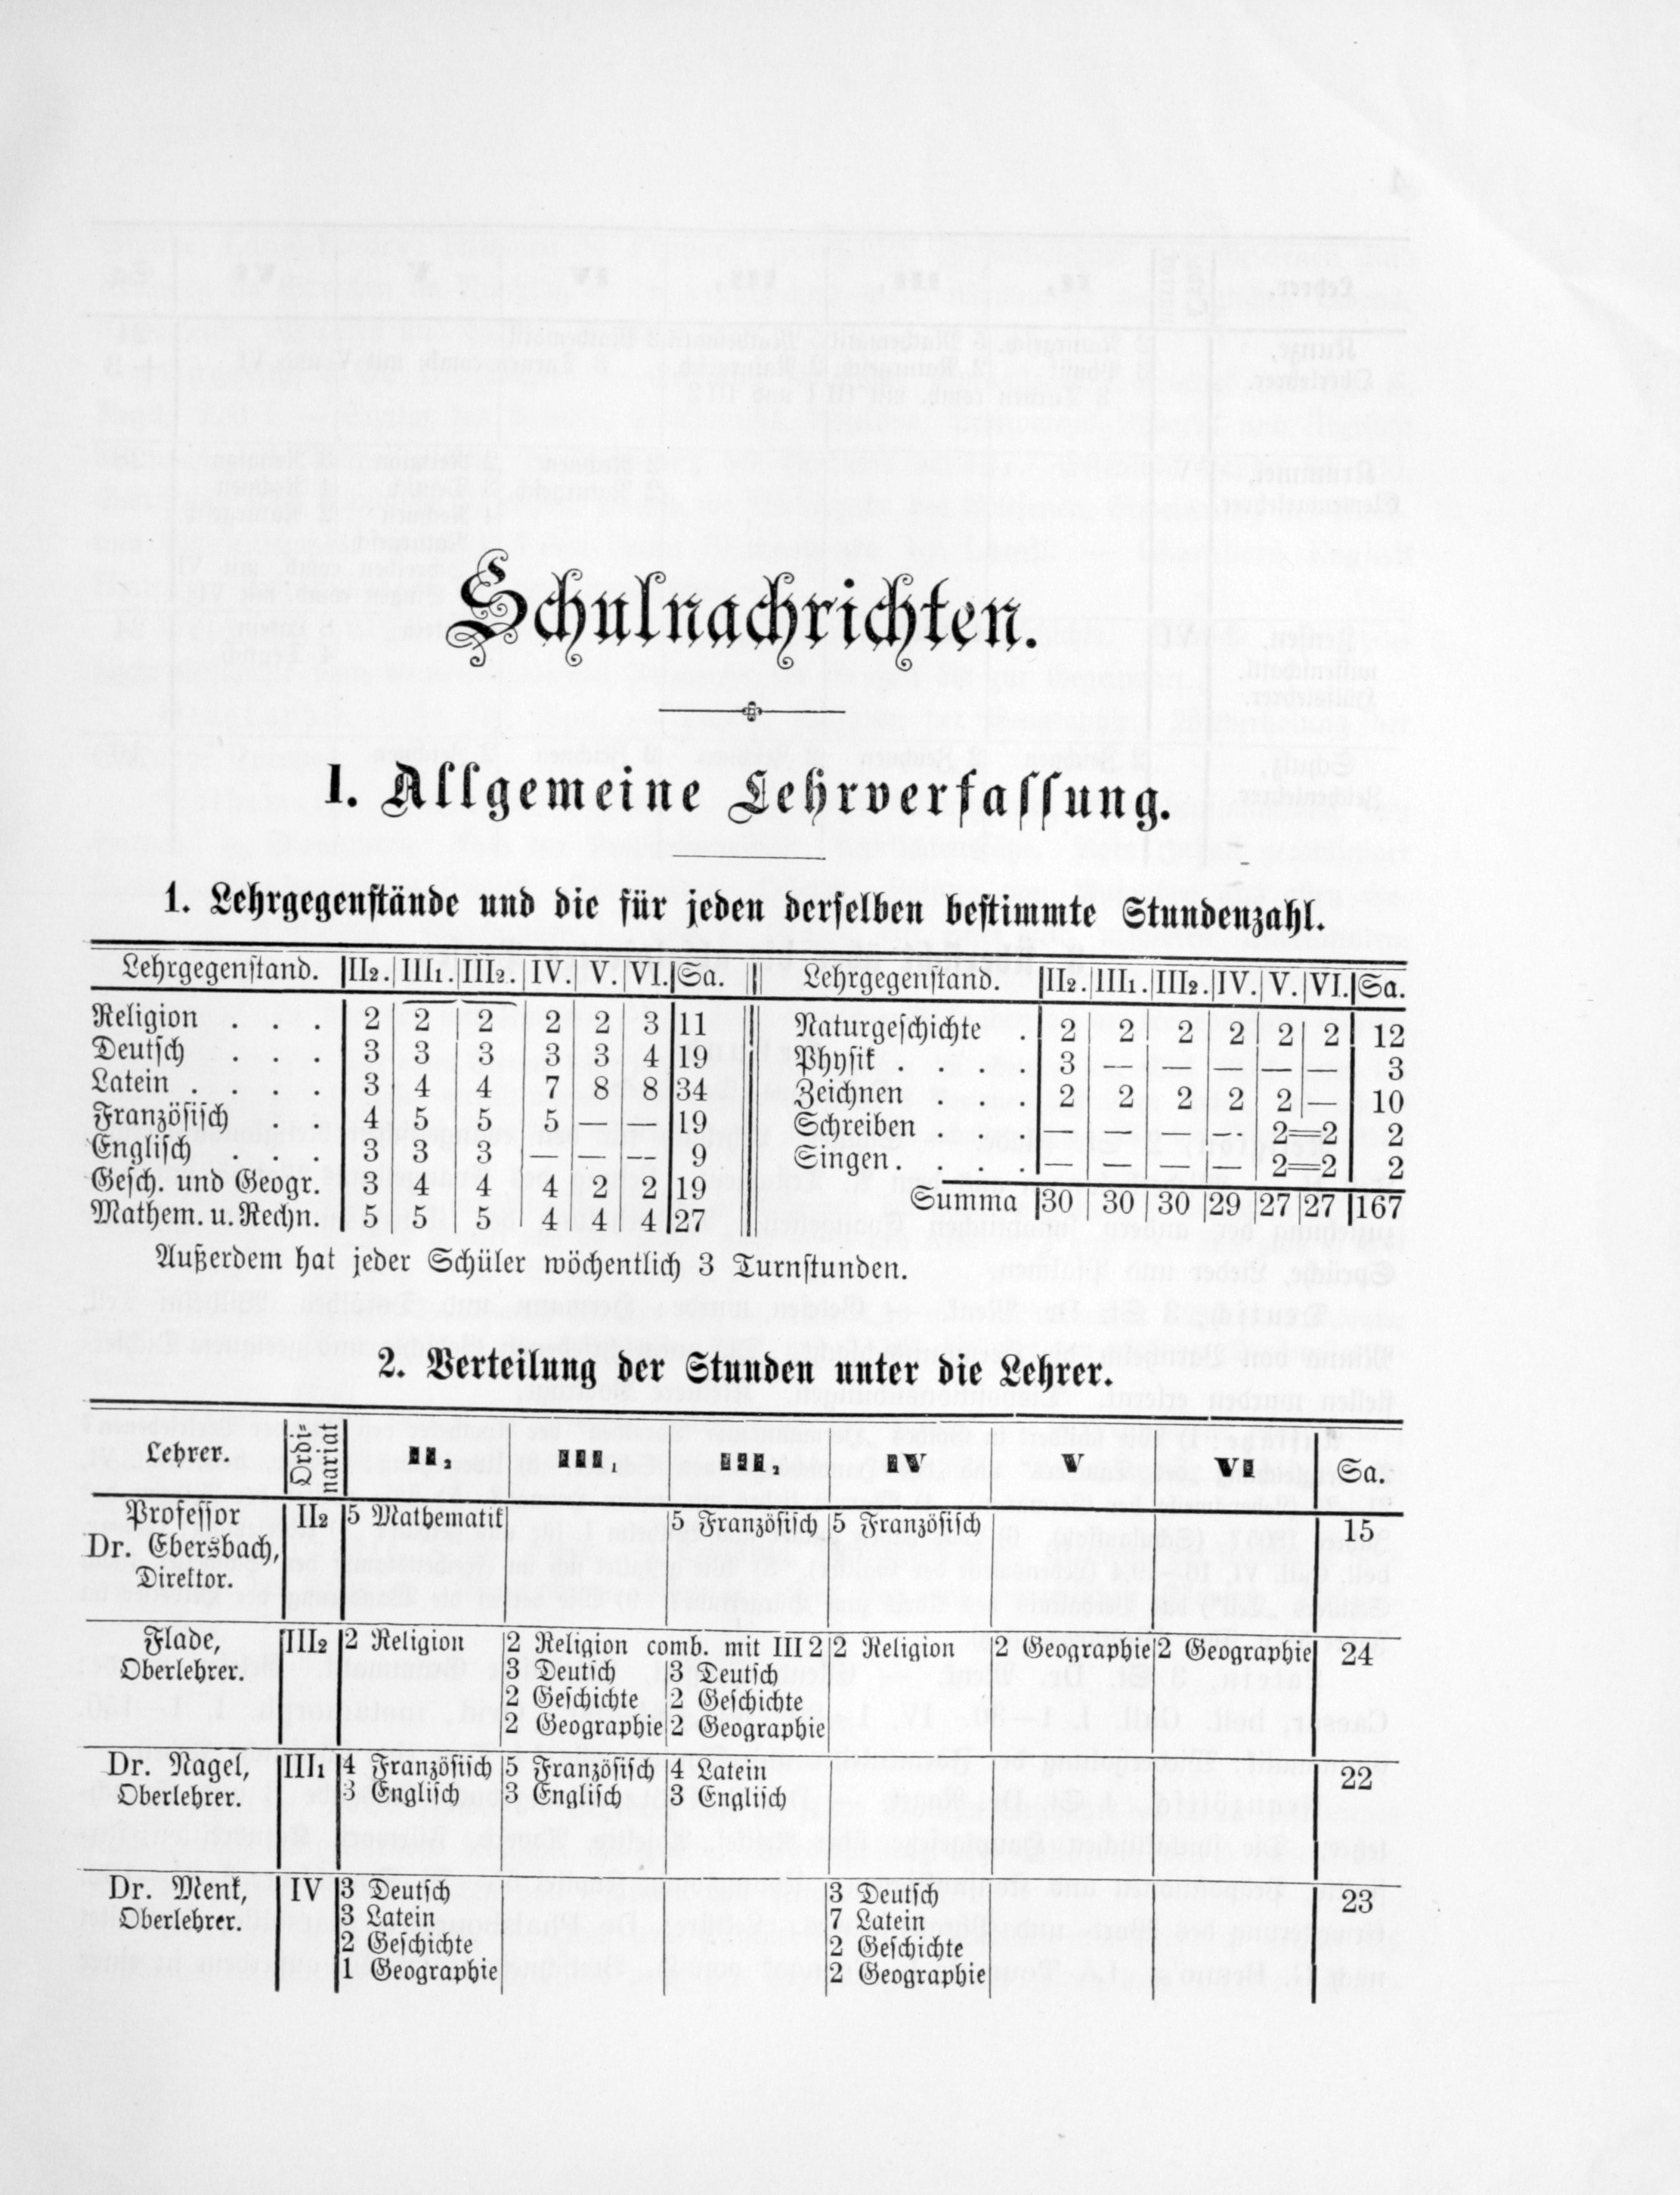 Schulnachrichten.
I. Allgemeine Lehrverfassung.
1. Lehrgegenstände und die für jeden derselben bestimmte Stundenzahl.
Lehrgegenstand. | II2. | III1. | III2. | IV. | V. | VI. | Sa. || Lehrgegenstand. | II2. | III1. | III2. | IV. | V. | VI. | Sa.
Religion . . . | 2 | 2 | 2 | 2 | 2 | 3 | 11 || Naturgeschichte . | 2 | 2 | 2 | 2 | 2 | 2 | 12
Deutsch . . . | 3 | 3 | 3 | 3 | 3 | 4 | 19 || Physik . . . . | 3 | — | — | — | — | — | 3
Latein . . . . | 3 | 4 | 4 | 7 | 8 | 8 | 34 || Zeichnen . . . | 2 | 2 | 2 | 2 | 2 | — | 10
Französisch . . | 4 | 5 | 5 | 5 | — | — | 19 || Schreiben . . . | — | — | — | — | 2=2 | 2
Englisch . . . | 3 | 3 | 3 | — | — | — | 9 || Singen . . . . | — | — | — | — | 2=2 | 2
Gesch. und Geogr. | 3 | 4 | 4 | 4 | 2 | 2 | 19 || Summa | 30 | 30 | 30 | 29 | 27 | 27 | 167
Mathem. u. Rechn. | 5 | 5 | 5 | 4 | 4 | 4 | 27
Außerdem hat jeder Schüler wöchentlich 3 Turnstunden.
2. Verteilung der Stunden unter die Lehrer.
Lehrer. | Ordi-nariat | II2 | III1 | III2 | IV | V | VI | Sa.
Professor | II2 | 5 Mathematik | | 5 Französisch | 5 Französisch | | | 15
Dr. Ebersbach,
Direktor.
Flade, | III2 | 2 Religion | 2 Religion comb. mit III 2 | 2 Religion | 2 Geographie | 2 Geographie | 24
Oberlehrer. | | | 3 Deutsch | 3 Deutsch
2 Geschichte | 2 Geschichte
2 Geographie | 2 Geographie
Dr. Nagel, | III1 | 4 Französisch | 5 Französisch | 4 Latein | | | | 22
Oberlehrer. | | 3 Englisch | 3 Englisch | 3 Englisch
Dr. Menk, | IV | 3 Deutsch | | | 3 Deutsch | | | 23
Oberlehrer. | | 3 Latein | | | 7 Latein
2 Geschichte | | | 2 Geschichte
1 Geographie | | | 2 Geographie